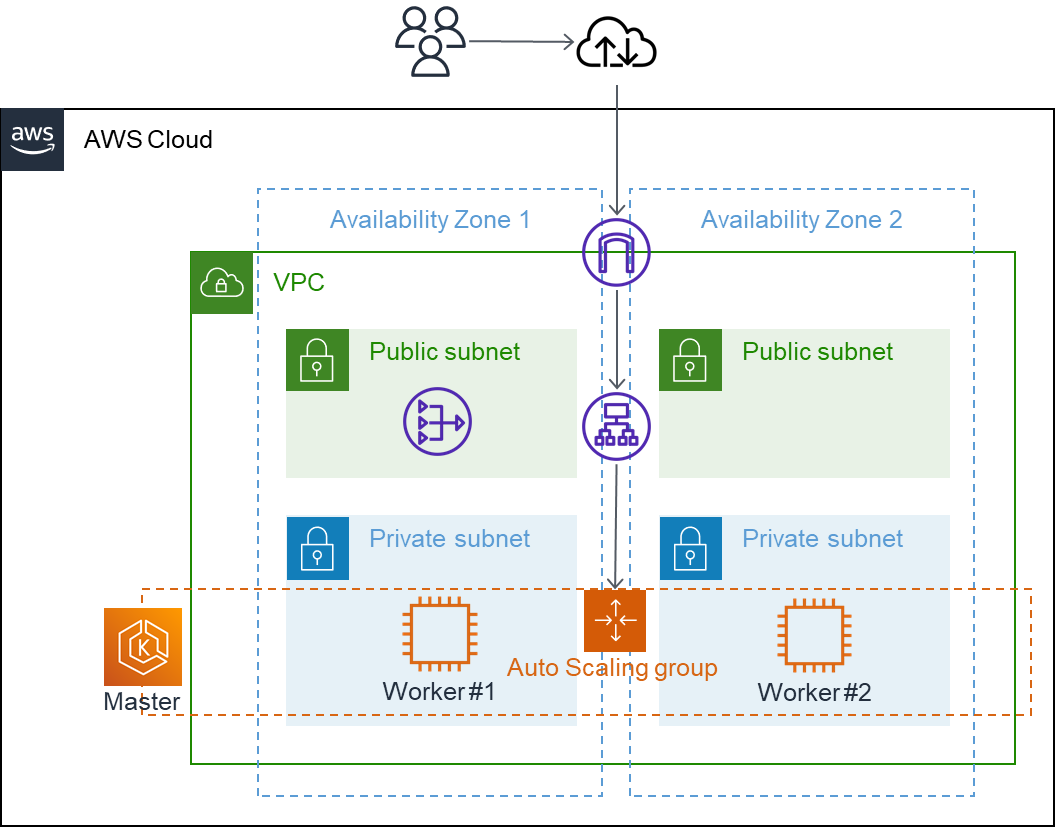 aws
AWS Cloud
Availability Zone 1
Availability Zone 2
VPC
Public subnet
Public subnet
Private subnet
Private subnet
K
Auto Scaling group
Worker #1
Worker #2
Master